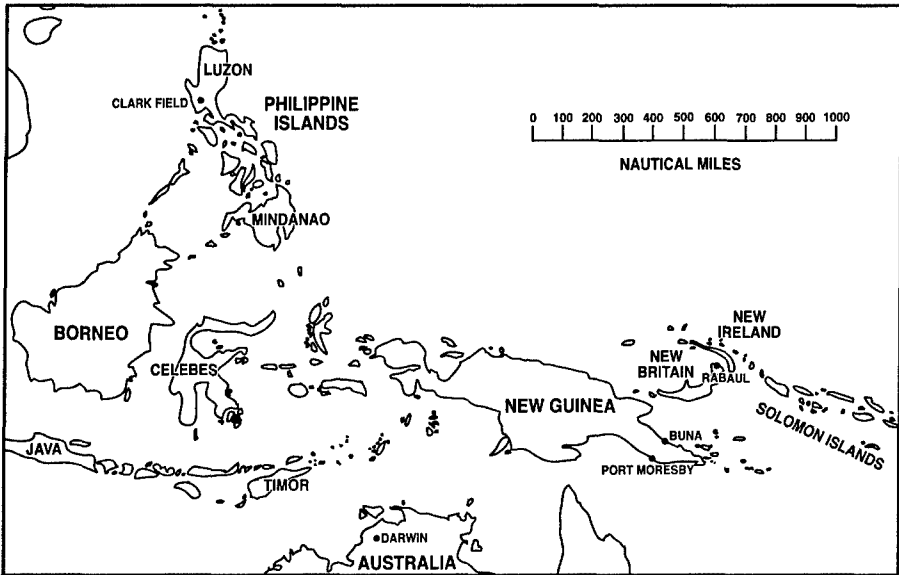 LUZON
CLARK FIELD
PHILIPPINE
ISLANDS
0 100 200 300 400 500 600 700 800 900 1000
NAUTICAL MILES
MINDANAO
BORNEO
CELEBES
NEW
IRELAND
NEW
BRITAIN
RABAUL
NEW GUINEA
SOLOMON ISLANDS
BUNA
PORT MORESBY
JAVA
TIMOR
DARWIN
AUSTRALIA